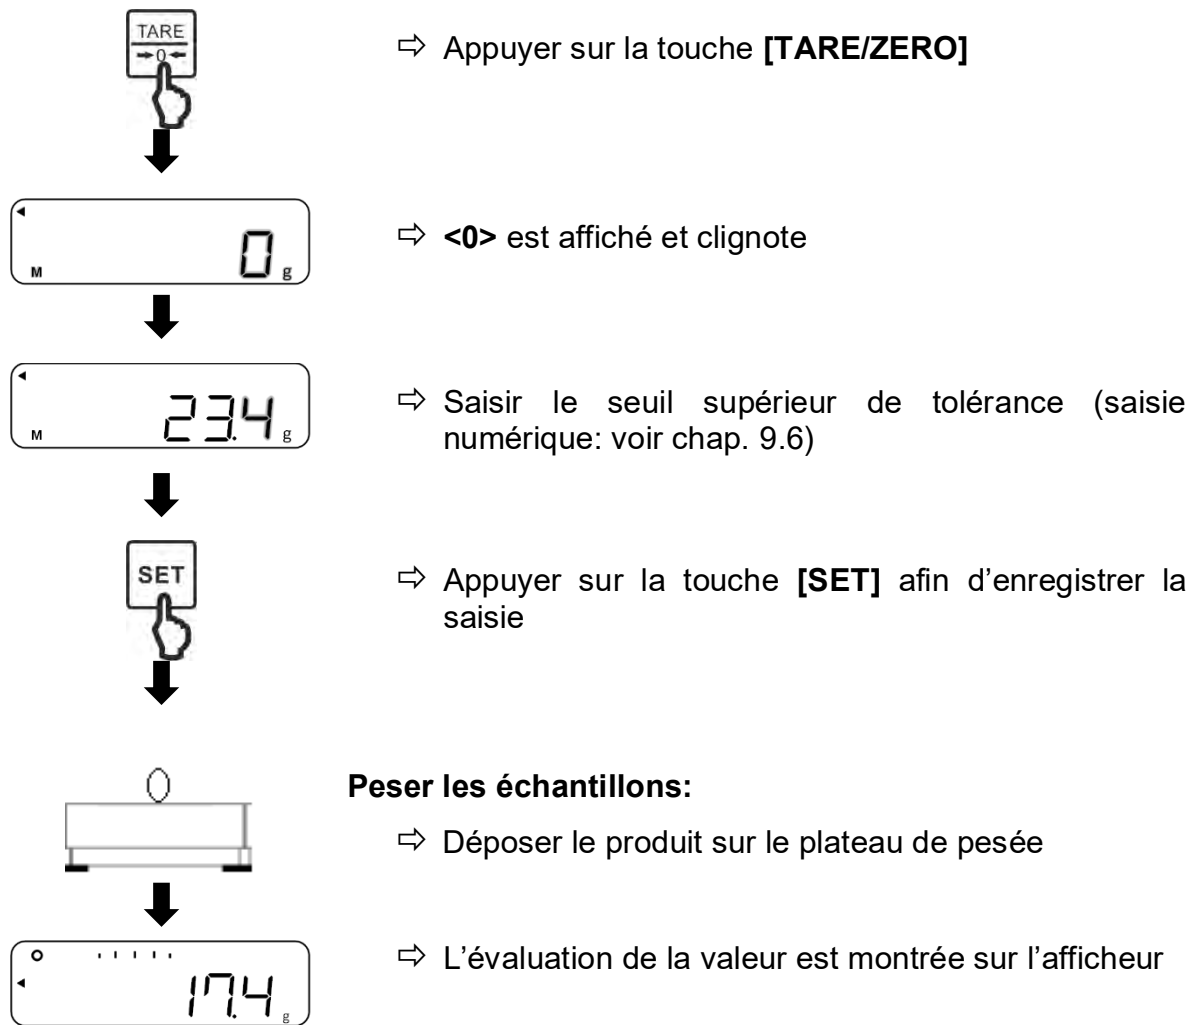 TARE
→0←
⇨ Appuyer sur la touche [TARE/ZERO]
0 g
M
⇨ <0> est affiché et clignote
23.4 g
M
⇨ Saisir le seuil supérieur de tolérance (saisie
numérique: voir chap. 9.6)
SET
⇨ Appuyer sur la touche [SET] afin d’enregistrer la
saisie
Peser les échantillons:
⇨ Déposer le produit sur le plateau de pesée
17.4 g
⇨ L’évaluation de la valeur est montrée sur l’afficheur